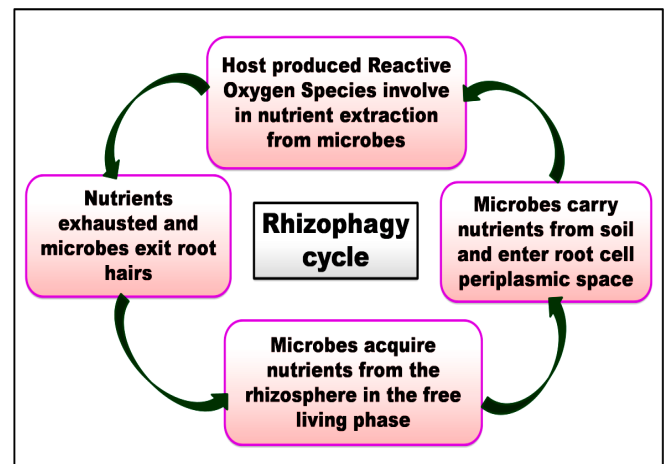 Host produced Reactive
Oxygen Species involve
in nutrient extraction
from microbes
Nutrients
exhausted and
microbes exit root
hairs
Rhizophagy
cycle
Microbes carry
nutrients from soil
and enter root cell
periplasmic space
Microbes acquire
nutrients from the
rhizosphere in the free
living phase